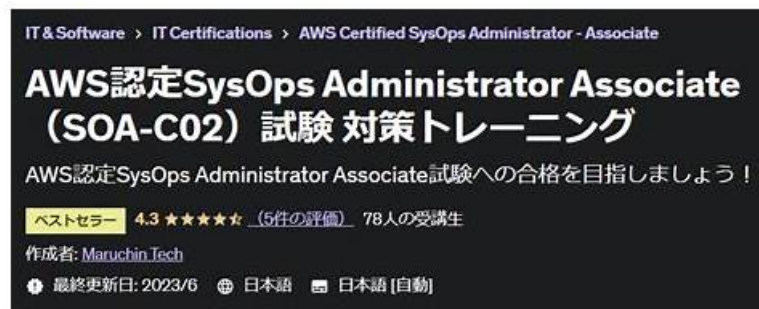 IT & Software > IT Certifications > AWS Certified SysOps Administrator - Associate
AWS認定SysOps Administrator Associate
（SOA-C02）試験 対策トレーニング
AWS認定SysOps Administrator Associate試験への合格を目指しましょう！
ベストセラー 4.3 ★★★★☆ (5件の評価) 78人の受講生
作成者: Maruchin Tech
最終更新日: 2023/6 日本語 日本語 [自動]